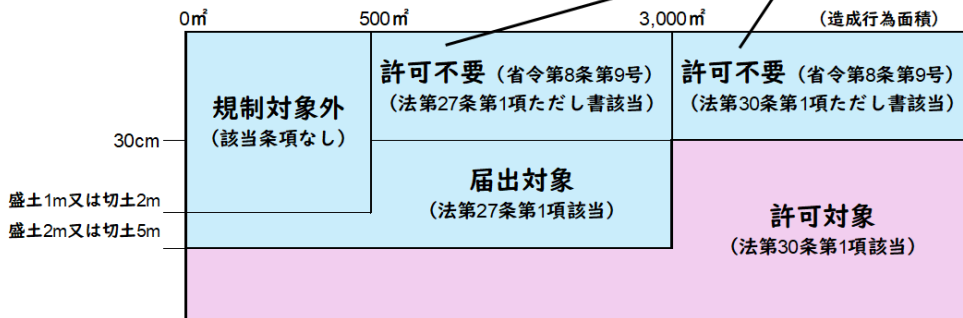 0㎡ 500㎡ 3,000㎡ (造成行為面積)
許可不要(省令第8条第9号)
(法第27条第1項ただし書該当)
許可不要(省令第8条第9号)
(法第30条第1項ただし書該当)
規制対象外
(該当条項なし)
30cm
届出対象
(法第27条第1項該当)
盛土1m又は切土2m
盛土2m又は切土5m
許可対象
(法第30条第1項該当)